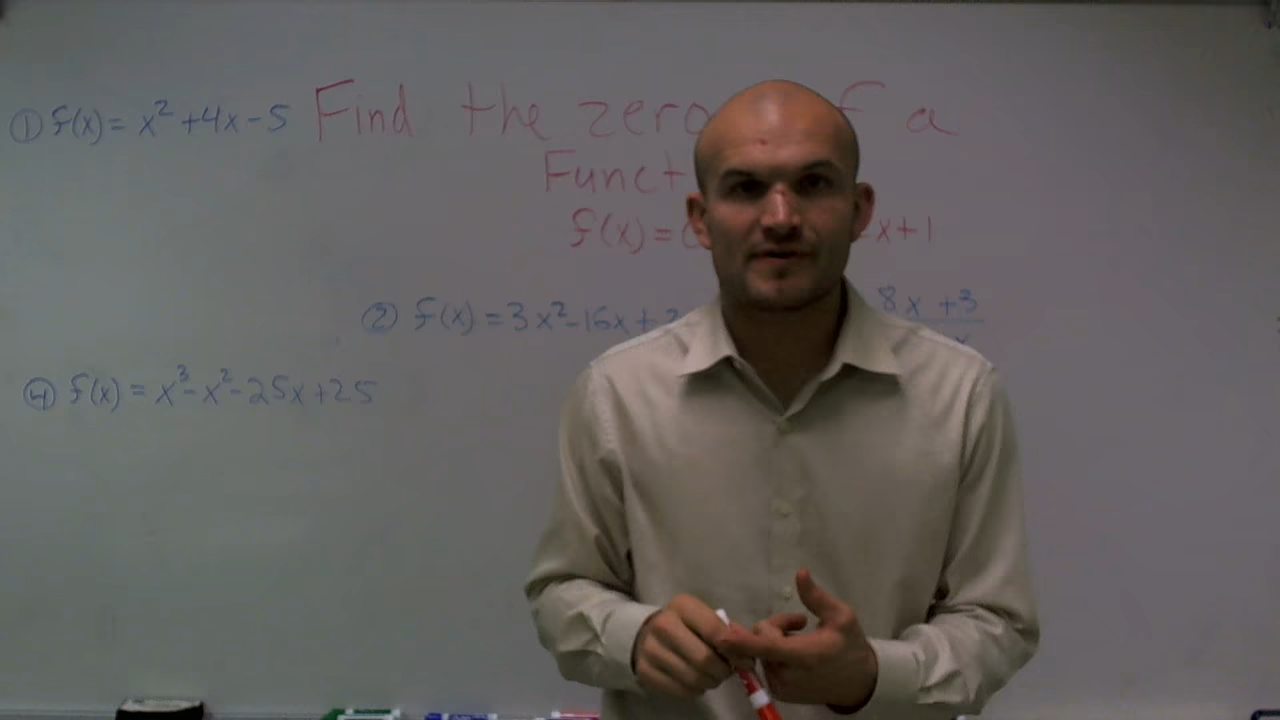 ① f(x) = x² + 4x - 5
Find the zero f a
Funct
f(x) = x + 1
② f(x) = 3x² - 16x +
8x + 3
x
④ f(x) = x³ - x² - 25x + 25